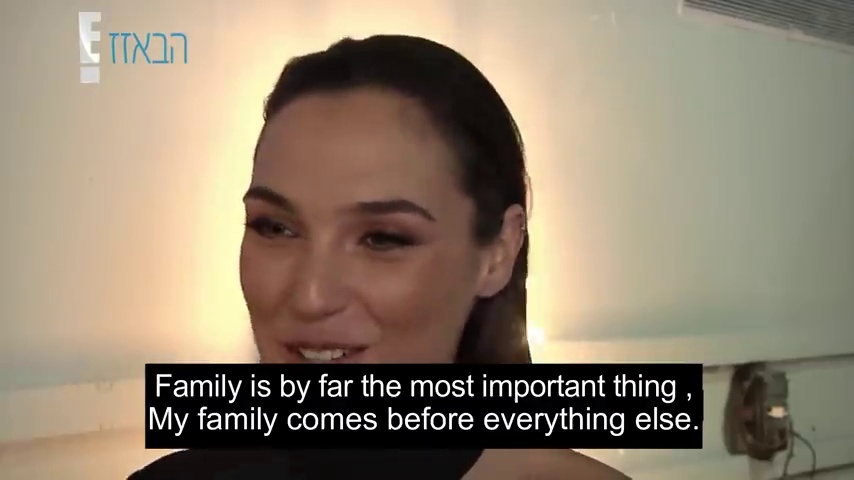 E! הבאזז
Family is by far the most important thing ,
My family comes before everything else.